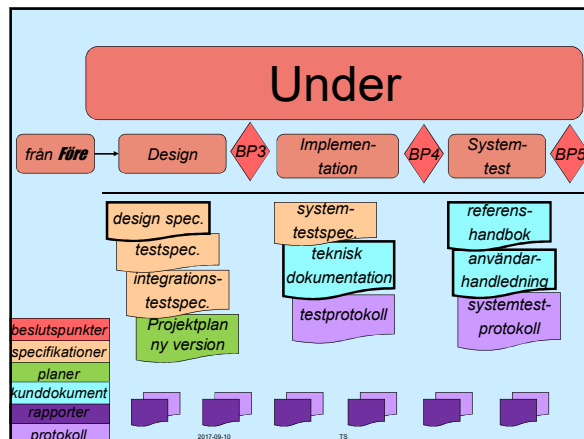 Under
från Före
Design
BP3
Implemen-
tation
BP4
System-
test
BP5
design spec.
testspec.
integrations-
testspec.
Projektplan
ny version
system-
testspec.
teknisk
dokumentation
testprotokoll
referens-
handbok
användar-
handledning
systemtest-
protokoll
beslutspunkter
specifikationer
planer
kunddokument
rapporter
protokoll
2017-09-10
TS